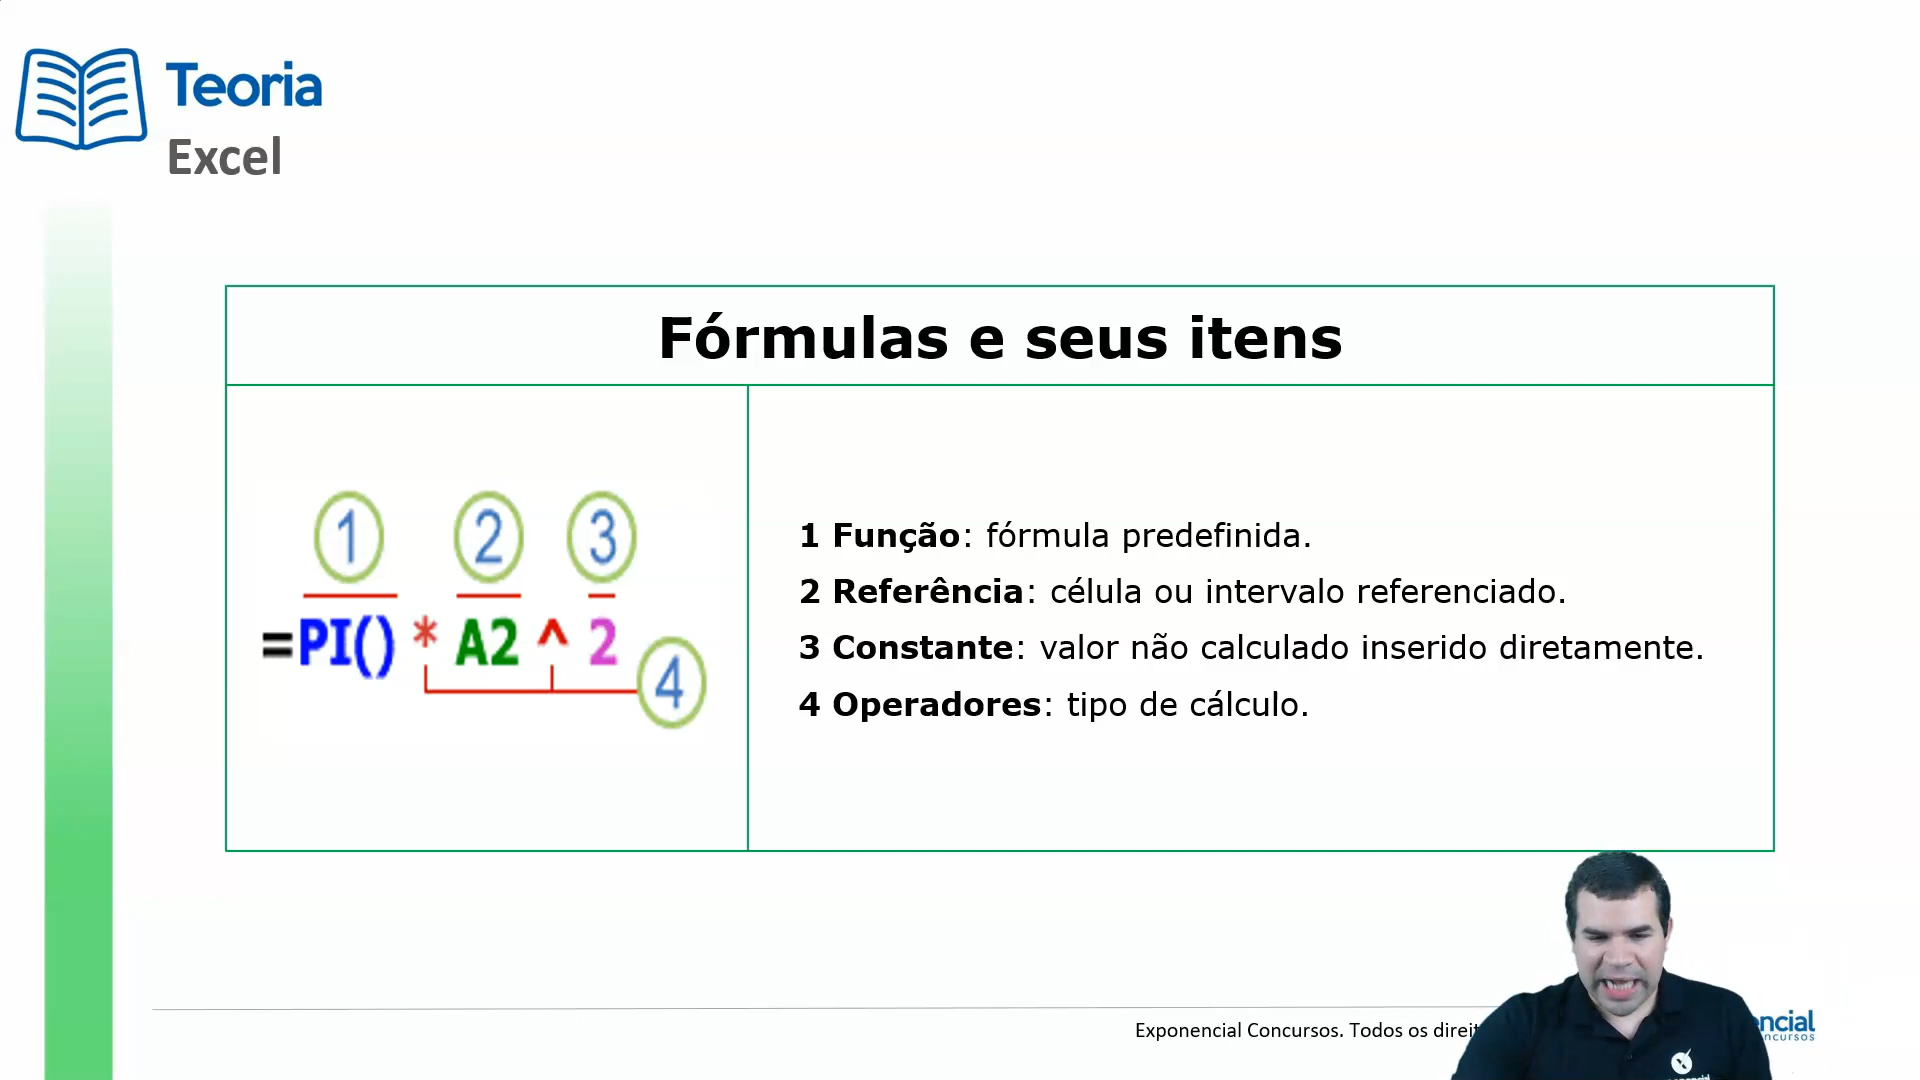 Teoria
Excel
Fórmulas e seus itens
1 2 3
=PI() * A2 ^ 2
4
1 Função: fórmula predefinida.
2 Referência: célula ou intervalo referenciado.
3 Constante: valor não calculado inserido diretamente.
4 Operadores: tipo de cálculo.
Exponencial Concursos. Todos os direit
encial
ncursos